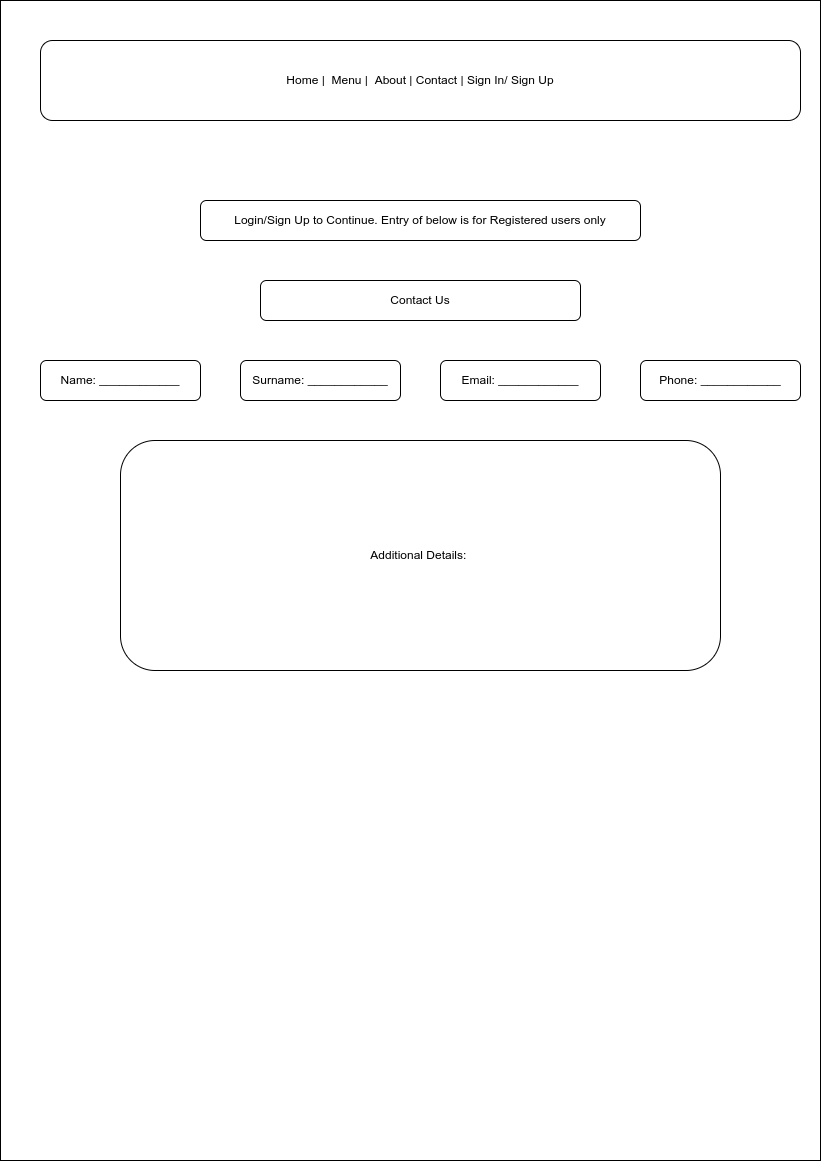 Home |  Menu |  About | Contact | Sign In/ Sign Up
Login/Sign Up to Continue. Entry of below is for Registered users only
Contact Us
Name: ____________ Surname: ____________ Email: ____________ Phone: ____________
Additional Details: